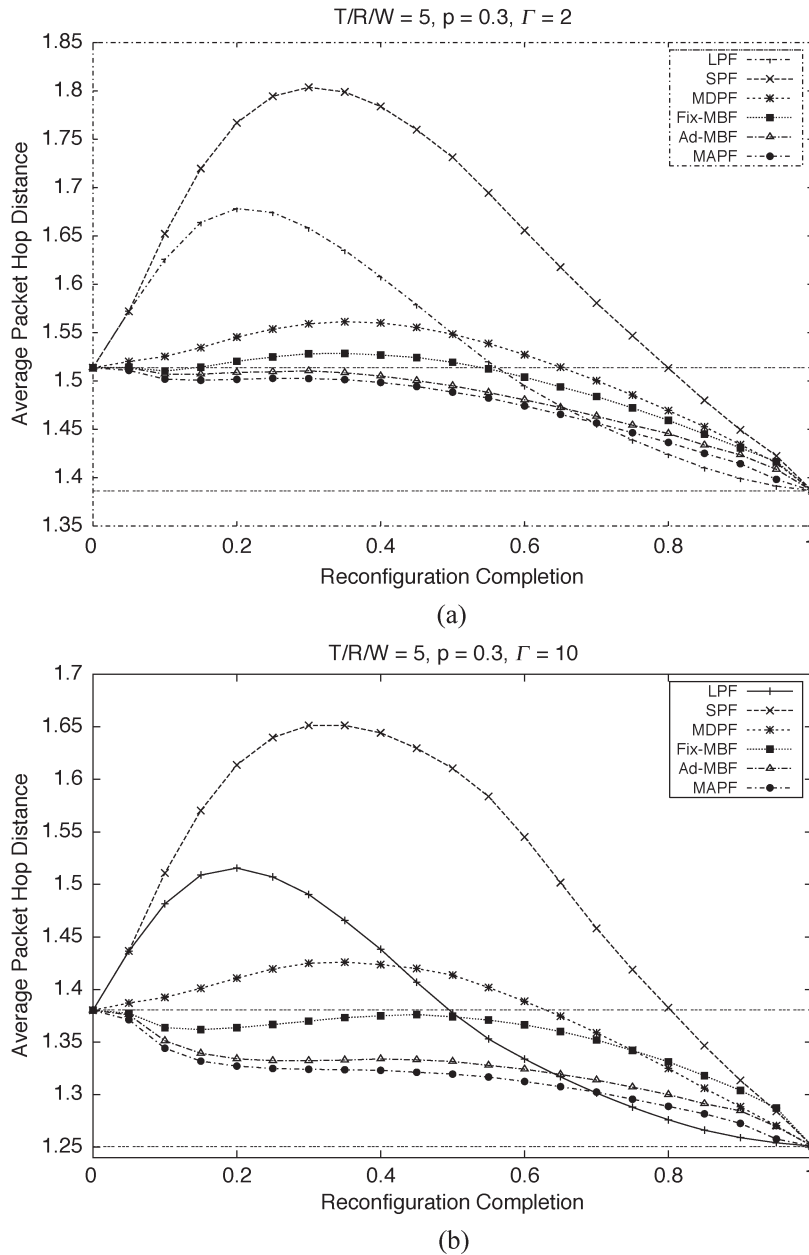 T/R/W = 5, p = 0.3, Γ = 2
1.85
1.8
1.75
1.7
1.65
1.6
1.55
1.5
1.45
1.4
1.35
Average Packet Hop Distance
LPF
SPF
MDPF
Fix-MBF
Ad-MBF
MAPF
0 0.2 0.4 0.6 0.8 1
Reconfiguration Completion
(a)
T/R/W = 5, p = 0.3, Γ = 10
1.7
1.65
1.6
1.55
1.5
1.45
1.4
1.35
1.3
1.25
Average Packet Hop Distance
LPF
SPF
MDPF
Fix-MBF
Ad-MBF
MAPF
0 0.2 0.4 0.6 0.8 1
Reconfiguration Completion
(b)